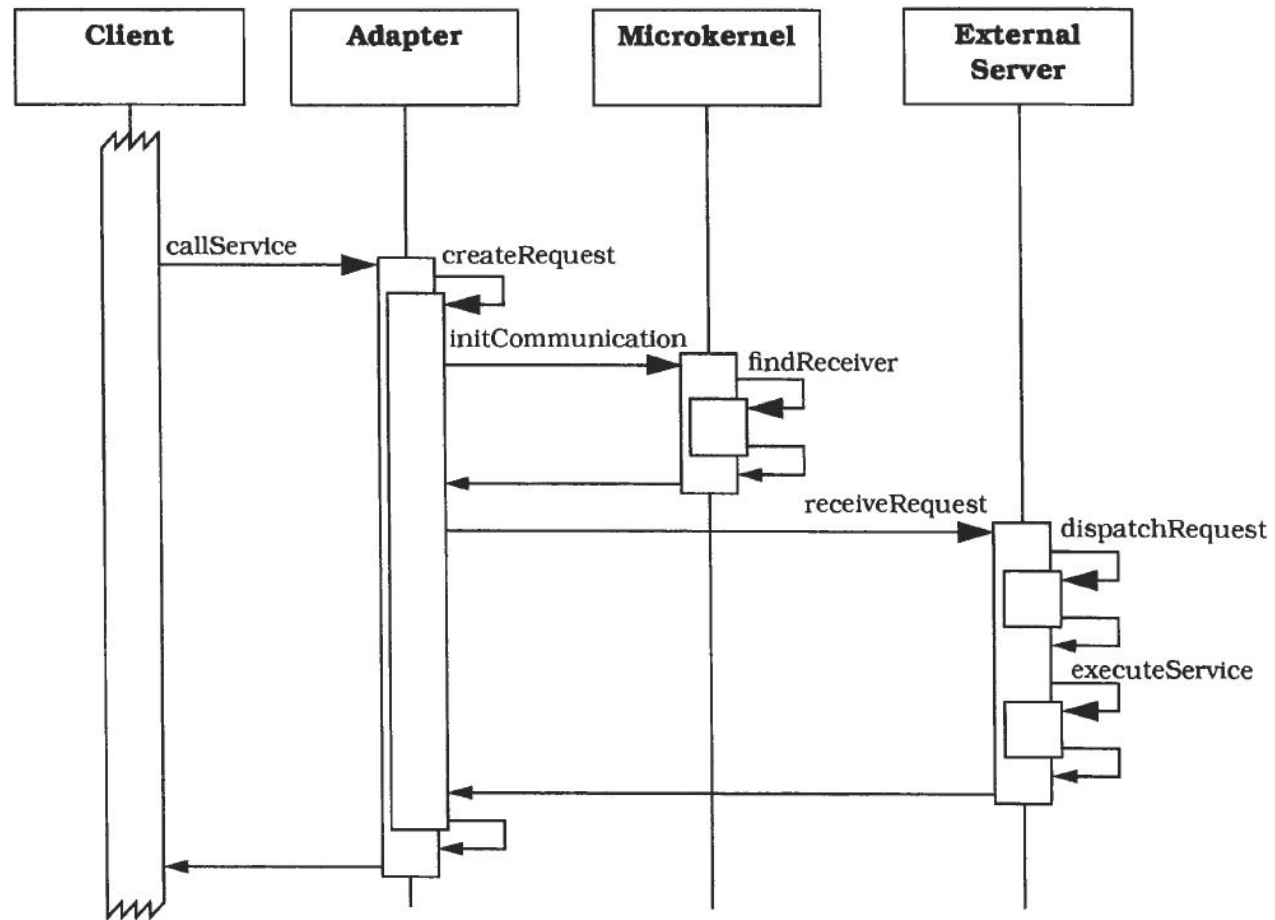 Client
Adapter
Microkernel
External
Server
callService
createRequest
initCommunication
findReceiver
receiveRequest
dispatchRequest
executeService